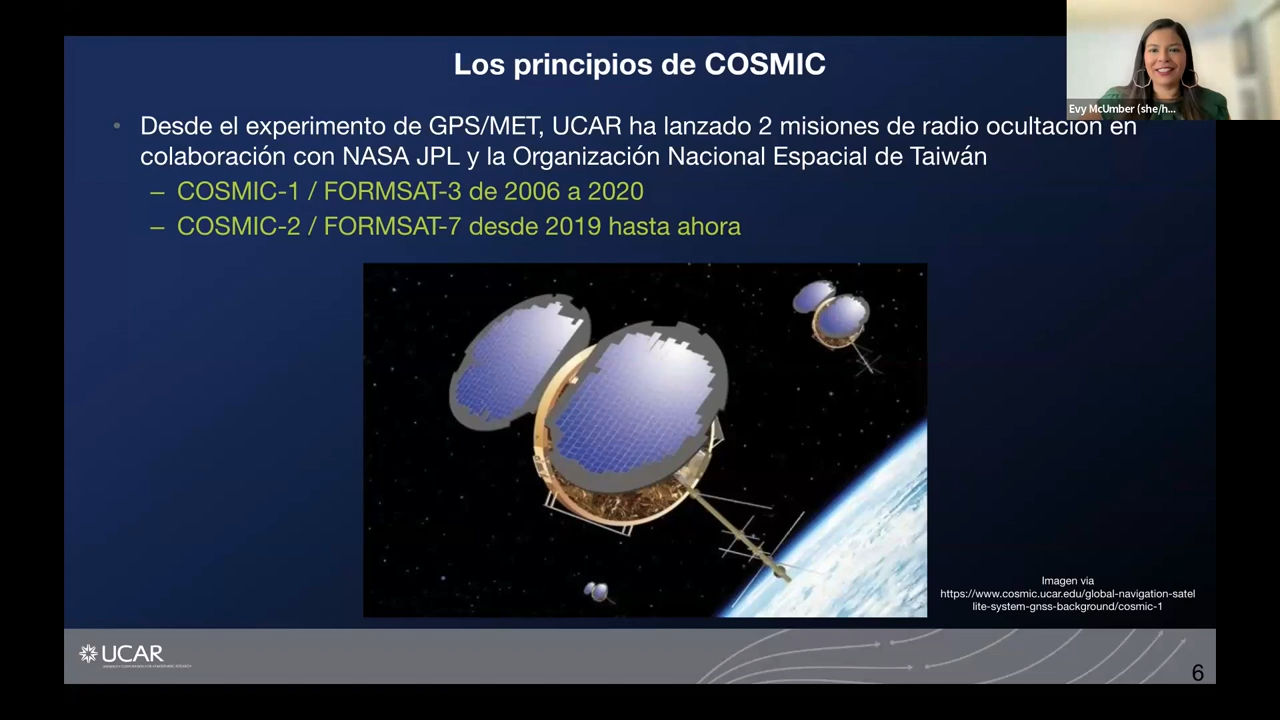 Los principios de COSMIC
Evy McUmber (she/h...
• Desde el experimento de GPS/MET, UCAR ha lanzado 2 misiones de radio ocultación en
colaboración con NASA JPL y la Organización Nacional Espacial de Taiwán
– COSMIC-1 / FORMSAT-3 de 2006 a 2020
– COSMIC-2 / FORMSAT-7 desde 2019 hasta ahora
Imagen via
https://www.cosmic.ucar.edu/global-navigation-satel
lite-system-gnss-background/cosmic-1
UCAR
6